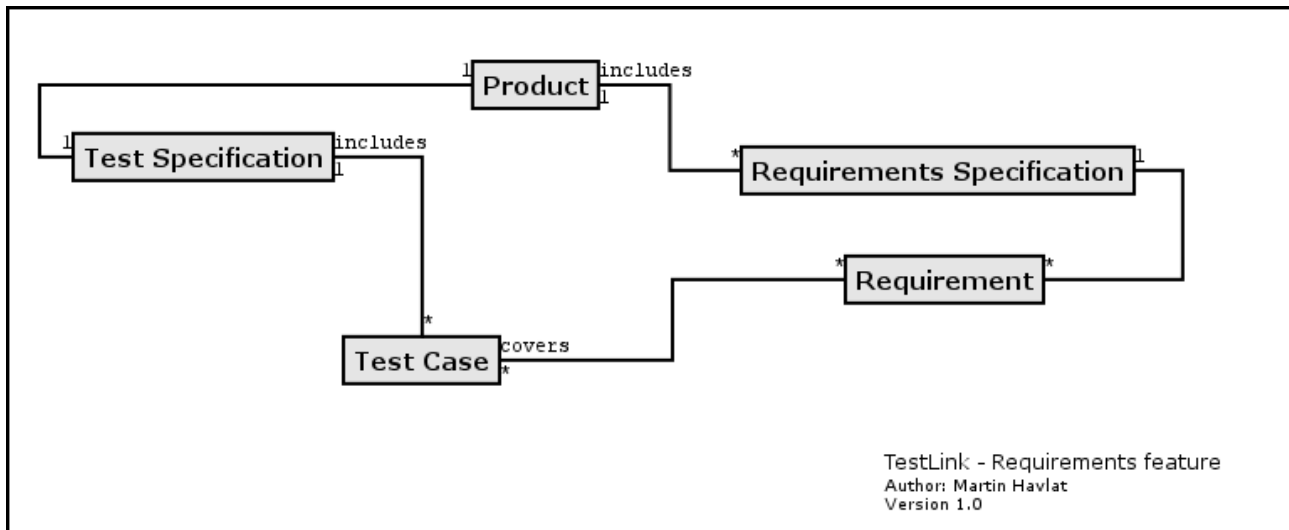 1 Product includes
1
1 Test Specification includes
1
* Requirements Specification 1
* Requirement *
*
Test Case covers
*
TestLink - Requirements feature
Author: Martin Havlat
Version 1.0